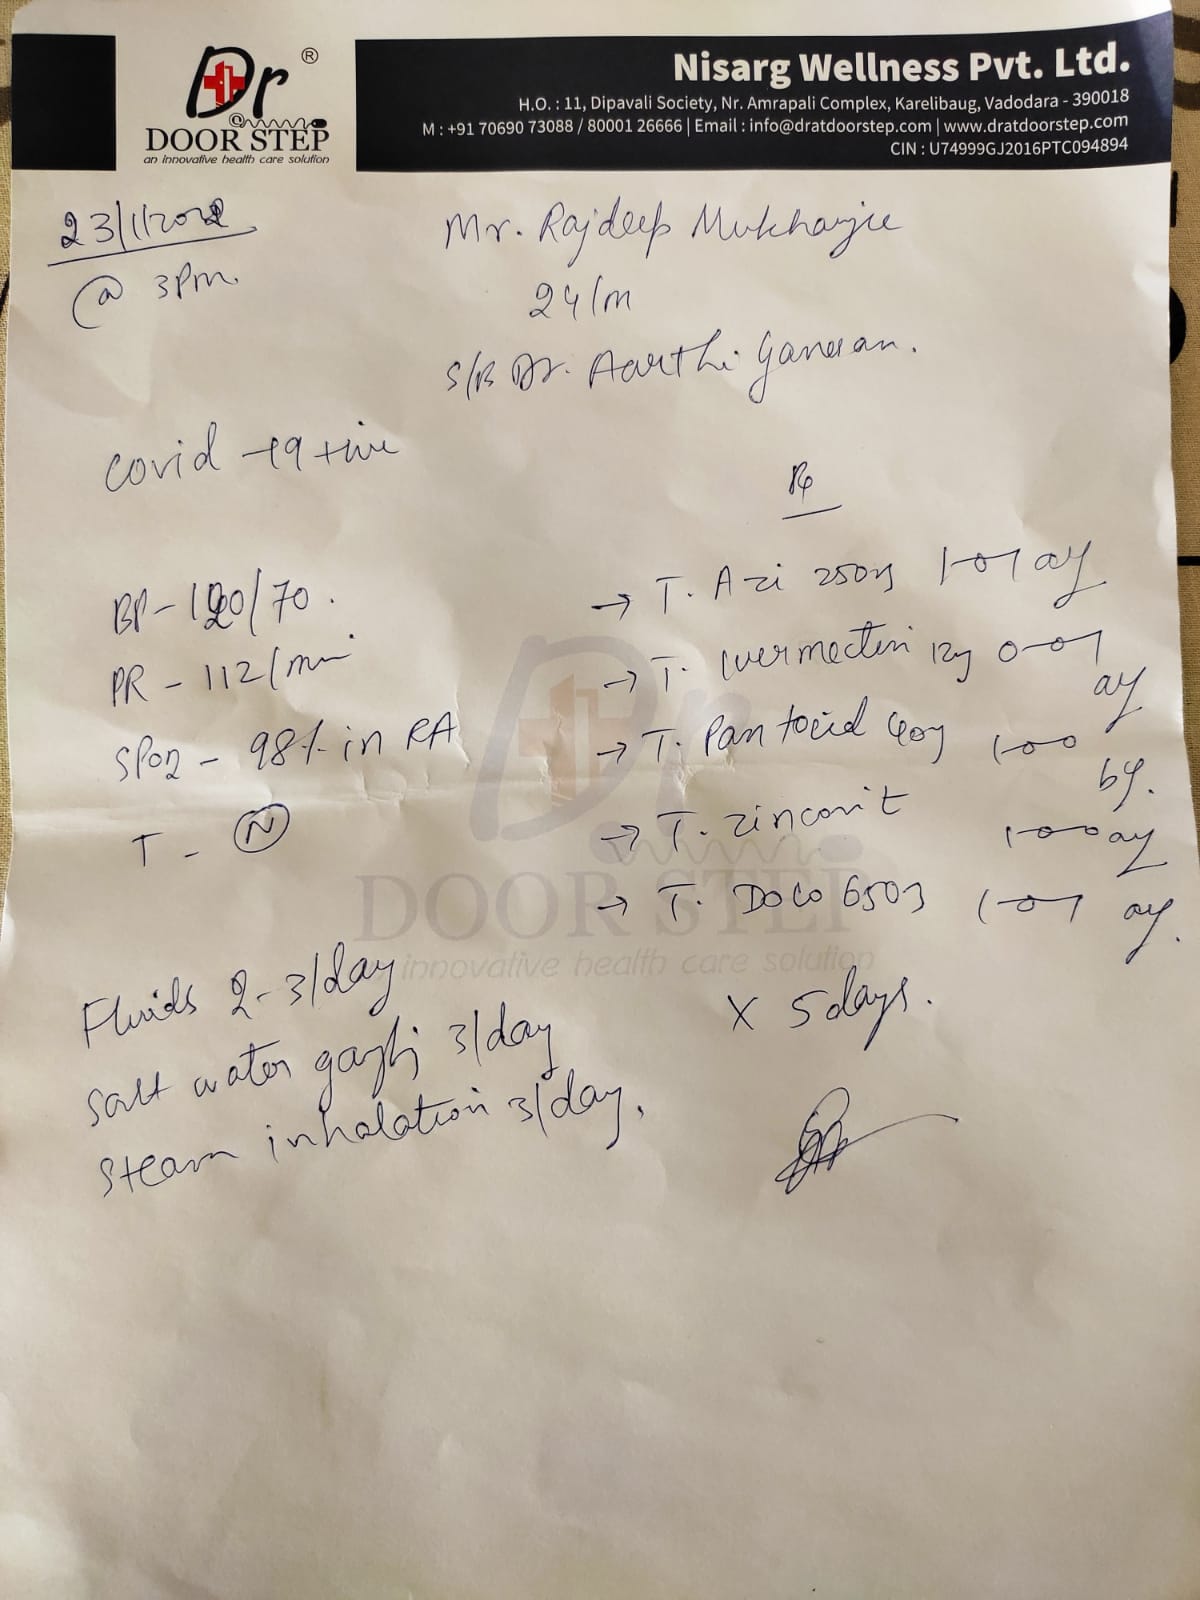 Dr ®
DOOR STEP
an innovative health care solution
Nisarg Wellness Pvt. Ltd.
H.O. : 11, Dipavali Society, Nr. Amrapali Complex, Karelibaug, Vadodara - 390018
M : +91 70690 73088 / 80001 26666 | Email : info@dratdoorstep.com | www.dratdoorstep.com
CIN : U74999GJ2016PTC094894
23/1/2022
@ 3pm.
Mr. Rajdeep Mukharjee
24/m
S/B Dr. Aarthi Ganesan.
Covid -19 +ive
Rp
BP - 120/70.
PR - 112/min
SPO2 - 98% in RA
T - N
→ T. Azi 250mg 1-0-1 af
→ T. Ivermectin 12mg 0-0-1 af
→ T. Pantocid 40mg 1-0-0 bf.
→ T. Zincovit 1-0-0 af
→ T. Dolo 650mg 1-0-1 af.
X 5 days.
Fluids 2-3/day
Salt water 3/day
Steam inhalation 3/day.
Dr.
DOOR STEP
innovative health care solution